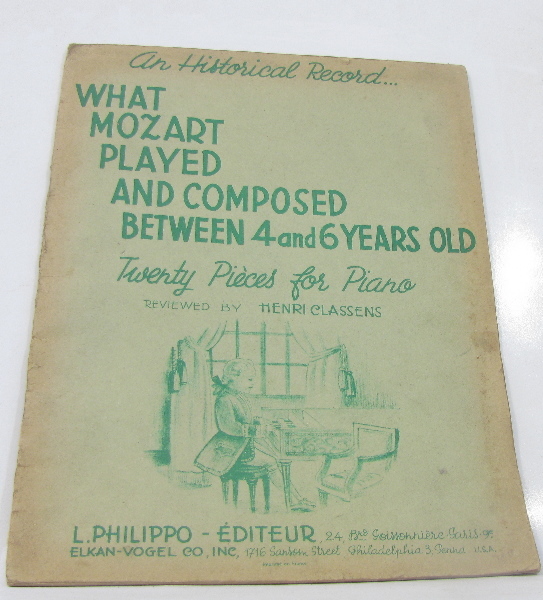 An Historical Record...
WHAT
MOZART
PLAYED
AND COMPOSED
BETWEEN 4 and 6 YEARS OLD
Twenty Pièces for Piano
REVIEWED BY HENRI CLASSENS
L. PHILIPPO - ÉDITEUR, 24, Bd Poissonnière-Paris-9e
ELKAN-VOGEL CO, INC, 1716 Sansom Street Philadelphia 3, Penna U.S.A.